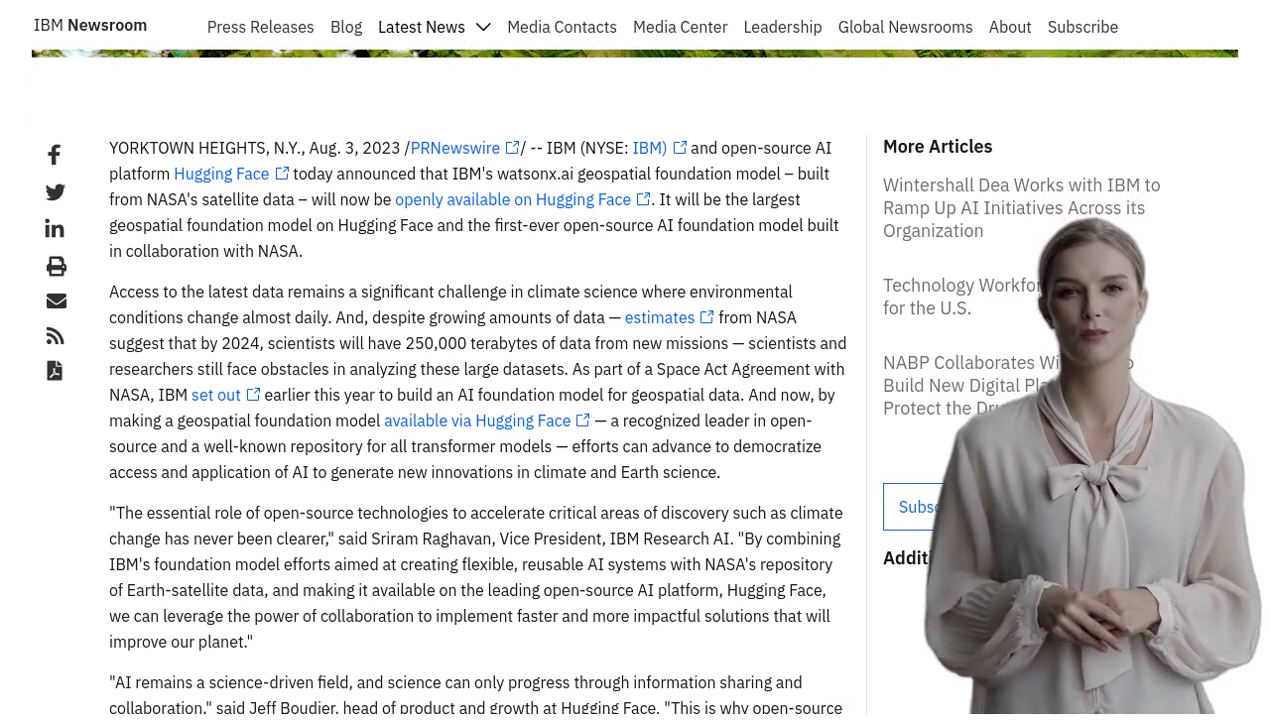 IBM Newsroom Press Releases Blog Latest News Media Contacts Media Center Leadership Global Newsrooms About Subscribe
YORKTOWN HEIGHTS, N.Y., Aug. 3, 2023 /PRNewswire / -- IBM (NYSE: IBM) and open-source AI
platform Hugging Face today announced that IBM's watsonx.ai geospatial foundation model – built
from NASA's satellite data – will now be openly available on Hugging Face . It will be the largest
geospatial foundation model on Hugging Face and the first-ever open-source AI foundation model built
in collaboration with NASA.
Access to the latest data remains a significant challenge in climate science where environmental
conditions change almost daily. And, despite growing amounts of data — estimates from NASA
suggest that by 2024, scientists will have 250,000 terabytes of data from new missions — scientists and
researchers still face obstacles in analyzing these large datasets. As part of a Space Act Agreement with
NASA, IBM set out earlier this year to build an AI foundation model for geospatial data. And now, by
making a geospatial foundation model available via Hugging Face — a recognized leader in open-
source and a well-known repository for all transformer models — efforts can advance to democratize
access and application of AI to generate new innovations in climate and Earth science.
"The essential role of open-source technologies to accelerate critical areas of discovery such as climate
change has never been clearer," said Sriram Raghavan, Vice President, IBM Research AI. "By combining
IBM's foundation model efforts aimed at creating flexible, reusable AI systems with NASA's repository
of Earth-satellite data, and making it available on the leading open-source AI platform, Hugging Face,
we can leverage the power of collaboration to implement faster and more impactful solutions that will
improve our planet."
"AI remains a science-driven field, and science can only progress through information sharing and
collaboration," said Jeff Boudier, head of product and growth at Hugging Face. "This is why open-source
More Articles
Wintershall Dea Works with IBM to
Ramp Up AI Initiatives Across its
Organization
Technology
for the U.S.
NABP Collaborates
Build New Digital
Protect the